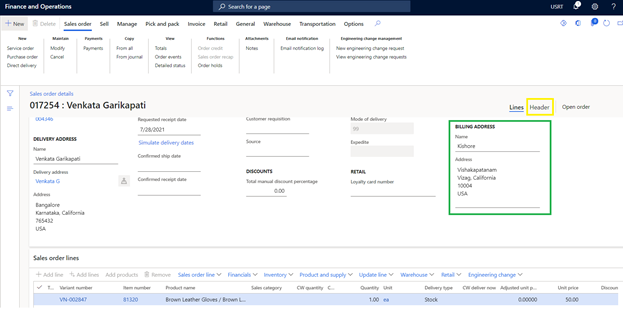 Finance and Operations
Search for a page
USRT
New
Delete
Sales order
Sell
Manage
Pick and pack
Invoice
Retail
General
Warehouse
Transportation
Options
New
Service order
Purchase order
Direct delivery
Maintain
Modify
Cancel
Payments
Payments
Copy
From all
From journal
View
Totals
Order events
Detailed status
Functions
Order credit
Sales order recap
Order holds
Attachments
Notes
Email notification
Email notification log
Engineering change management
New engineering change request
View engineering change requests
Sales order details
017254 : Venkata Garikapati
Lines
Header
Open order
004346
DELIVERY ADDRESS
Name
Venkata Garikapati
Delivery address
Venkata G
Address
Bangalore
Karnataka, California
765432
USA
Requested receipt date
7/28/2021
Simulate delivery dates
Confirmed ship date
Confirmed receipt date
Customer requisition
Source
DISCOUNTS
Total manual discount percentage
0.00
Mode of delivery
99
Expedite
RETAIL
Loyalty card number
BILLING ADDRESS
Name
Kishore
Address
Vishakapatanam
Vizag, California
10004
USA
Sales order lines
Add line
Add lines
Add products
Remove
Sales order line
Financials
Inventory
Product and supply
Update line
Warehouse
Retail
Engineering change
T...
Variant number
Item number
Product name
Sales category
CW quantity
C...
Quantity
Unit
Delivery type
CW deliver now
Adjusted unit p...
Unit price
Discoun
VN-002847
81320
Brown Leather Gloves / Brown L...
1.00
ea
Stock
0.00000
50.00